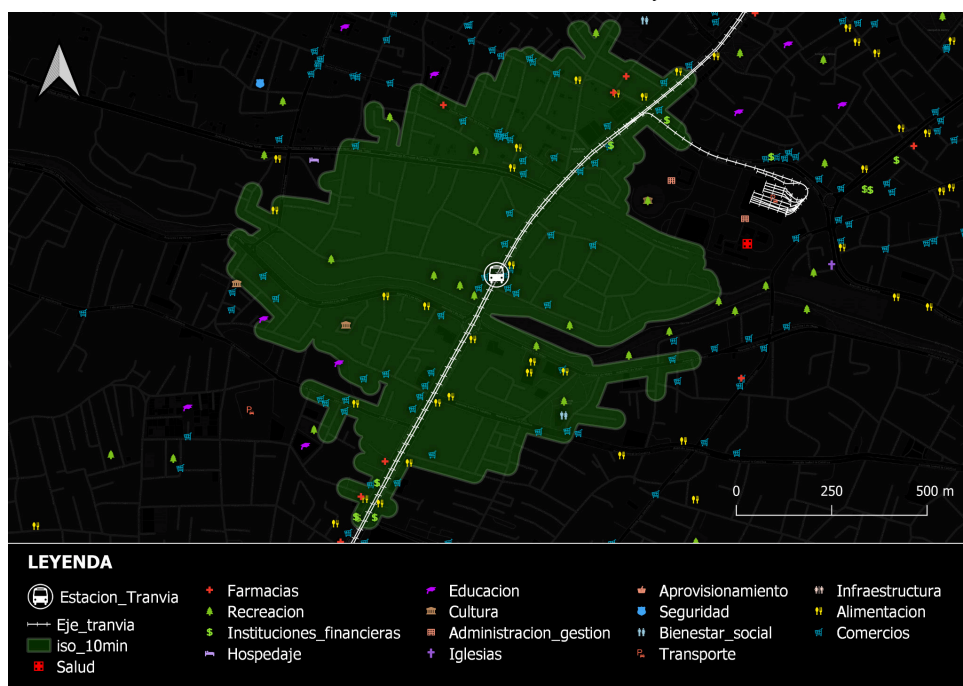 0 250 500 m
LEYENDA
Estacion_Tranvia
Eje_tranvia
iso_10min
Salud
Farmacias
Recreacion
Instituciones_financieras
Hospedaje
Educacion
Cultura
Administracion_gestion
Iglesias
Aprovisionamiento
Seguridad
Bienestar_social
Transporte
Infraestructura
Alimentacion
Comercios